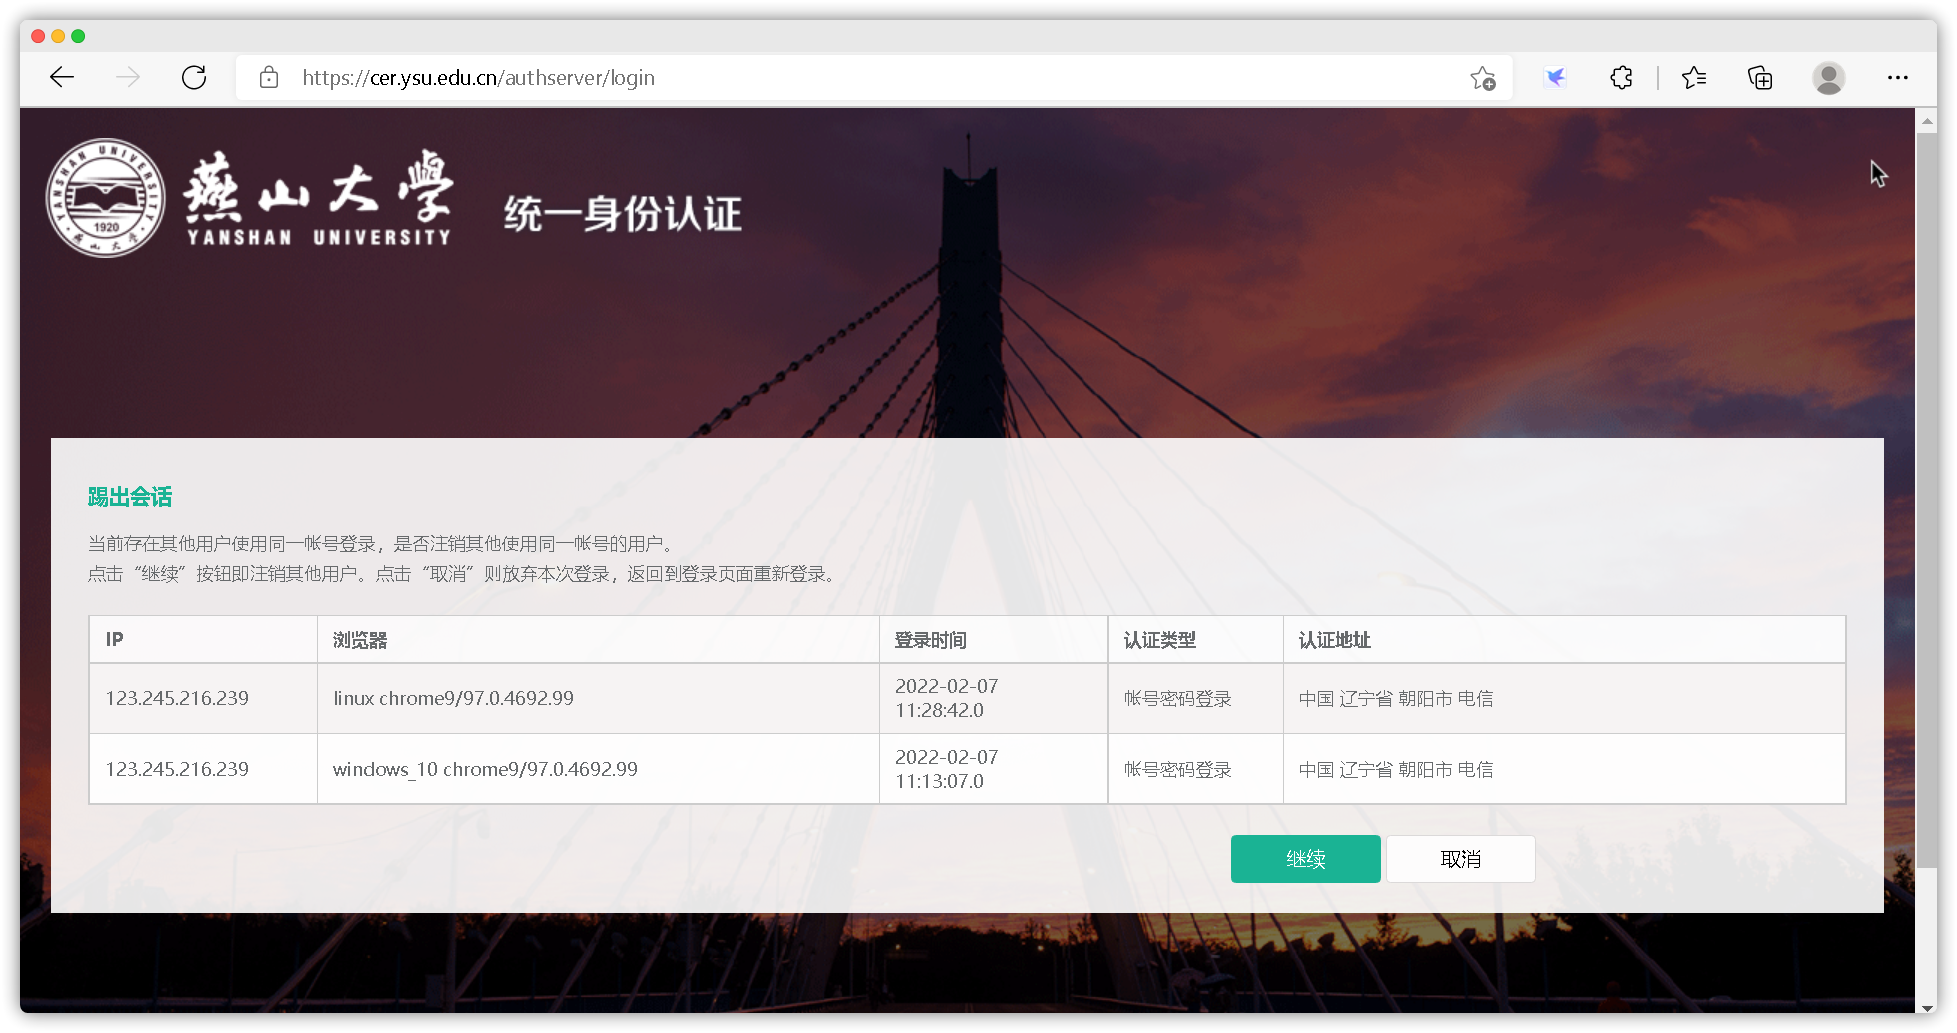 https://cer.ysu.edu.cn/authserver/login
YANSHAN UNIVERSITY
1920
燕山大学
燕山大學
YANSHAN UNIVERSITY
统一身份认证
踢出会话
当前存在其他用户使用同一帐号登录，是否注销其他使用同一帐号的用户。
点击“继续”按钮即注销其他用户。点击“取消”则放弃本次登录，返回到登录页面重新登录。
IP 浏览器 登录时间 认证类型 认证地址
123.245.216.239 linux chrome9/97.0.4692.99 2022-02-07 11:28:42.0 帐号密码登录 中国 辽宁省 朝阳市 电信
123.245.216.239 windows_10 chrome9/97.0.4692.99 2022-02-07 11:13:07.0 帐号密码登录 中国 辽宁省 朝阳市 电信
继续 取消